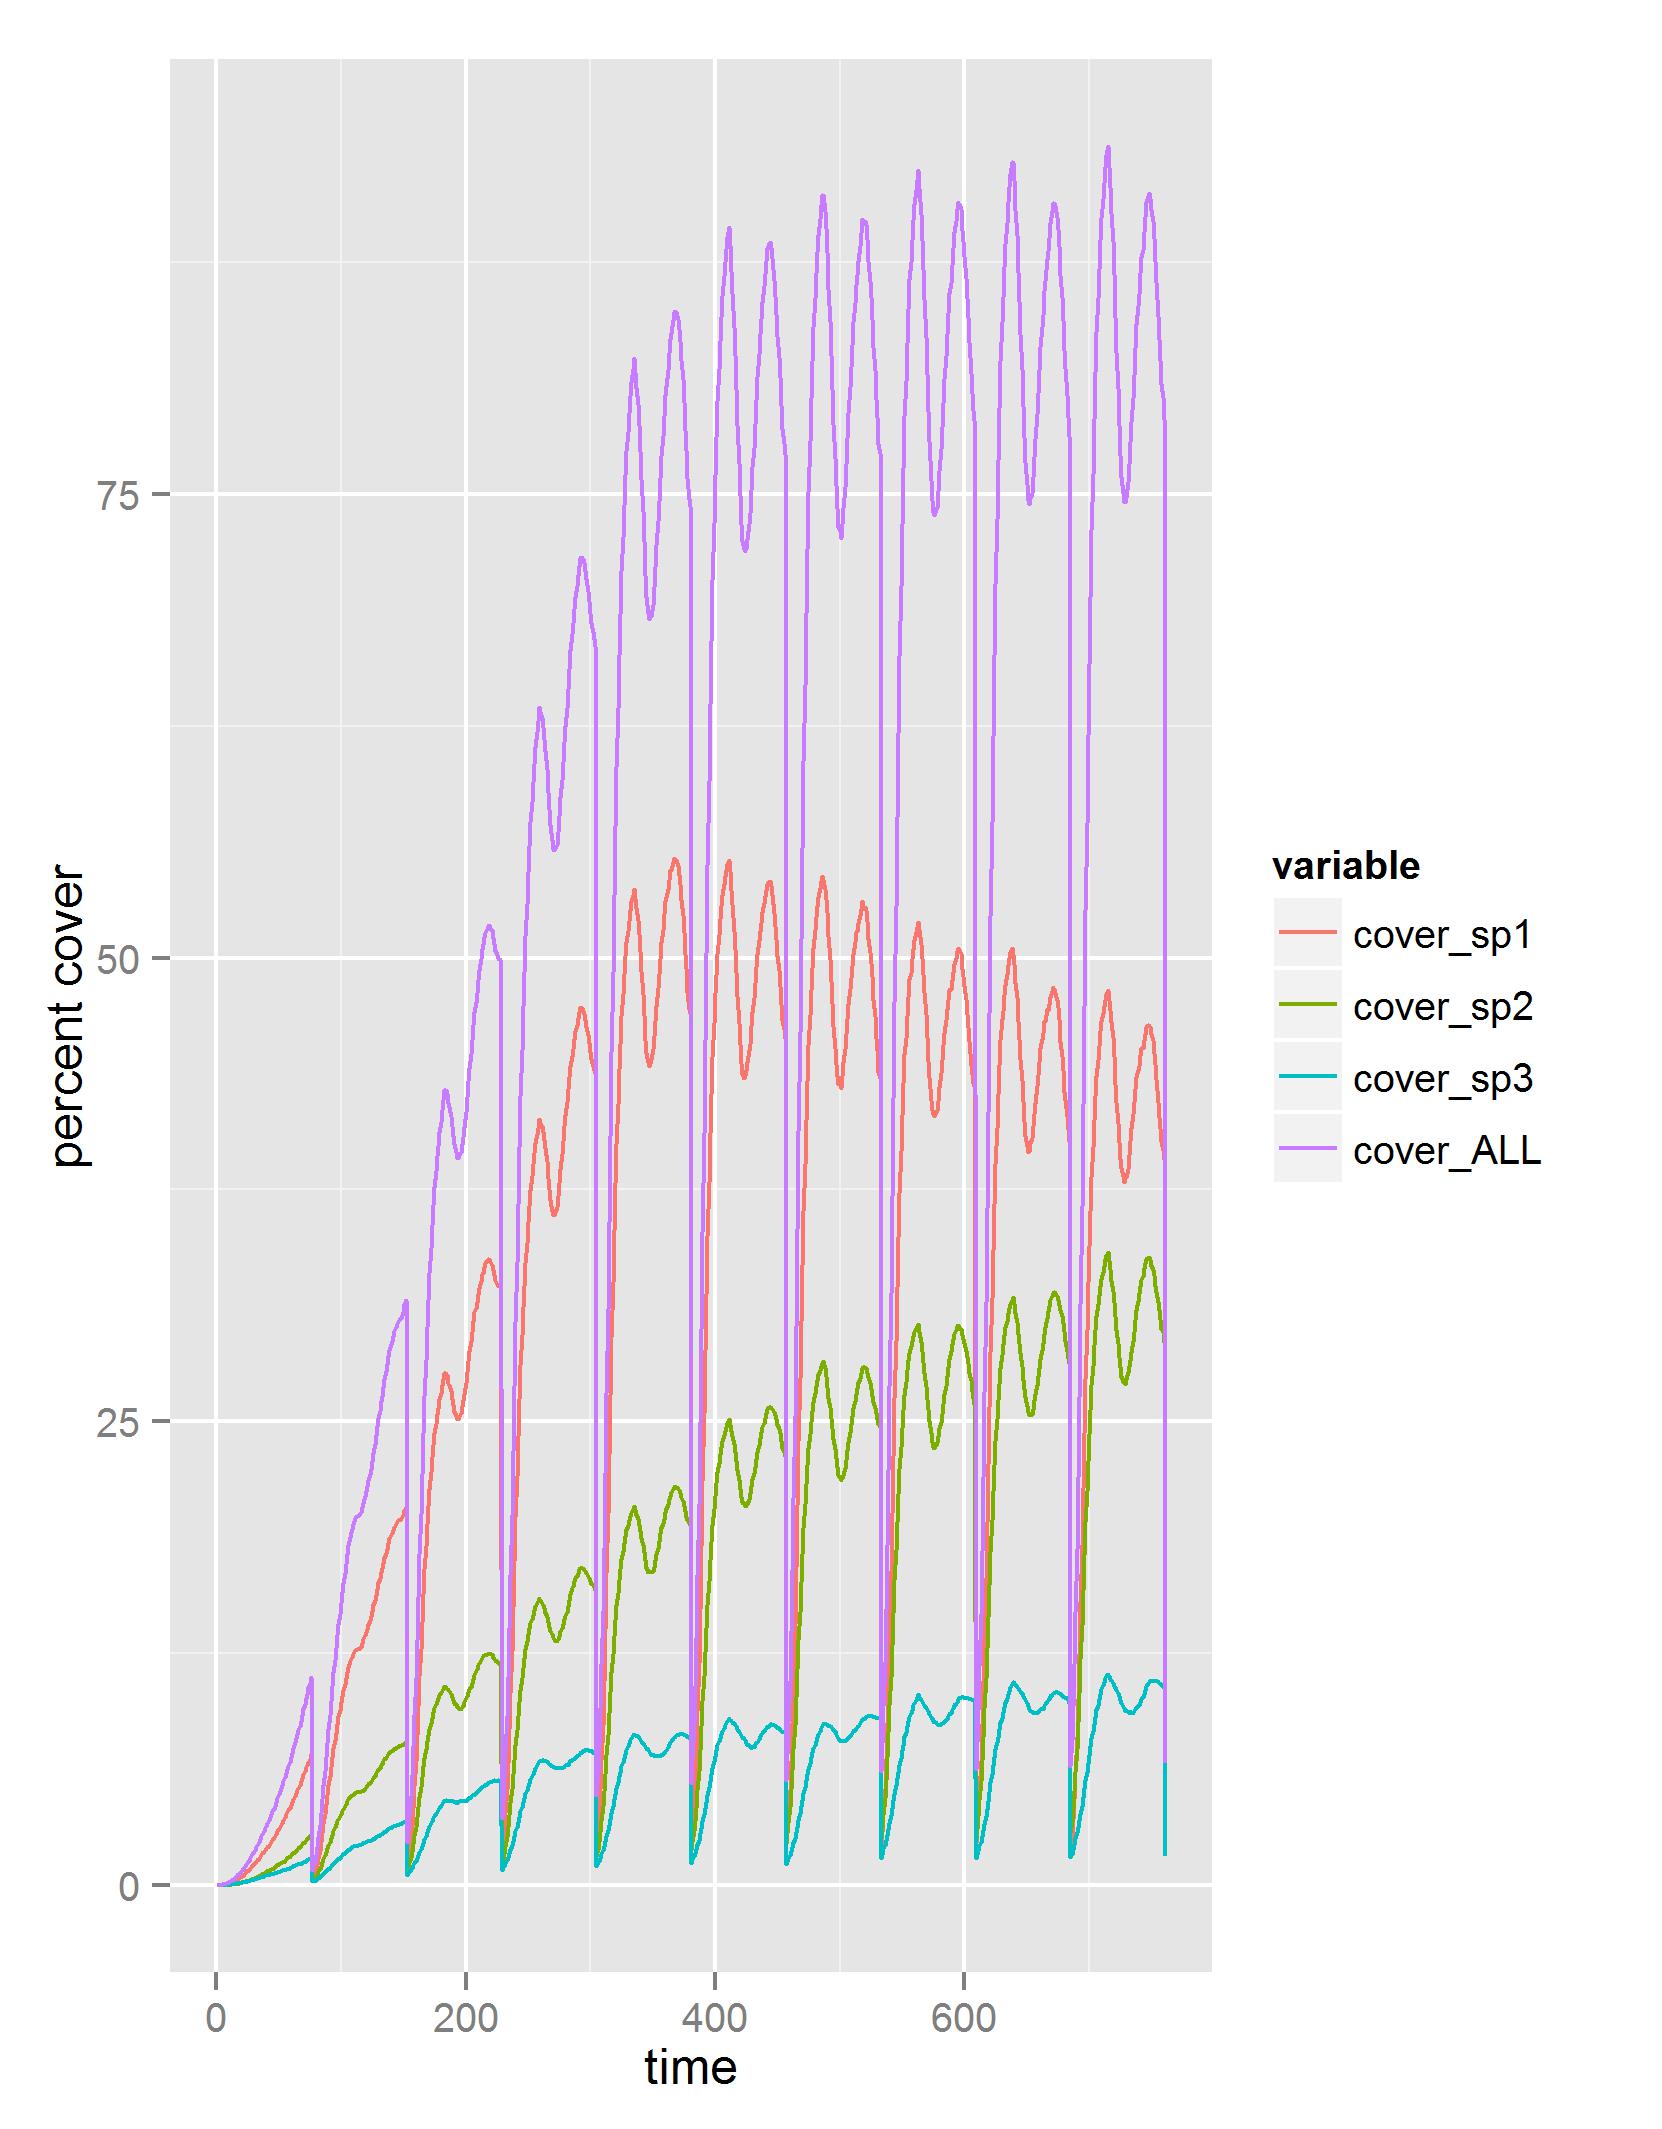 percent cover
75
50
25
0
0 200 400 600
time
variable
cover_sp1
cover_sp2
cover_sp3
cover_ALL